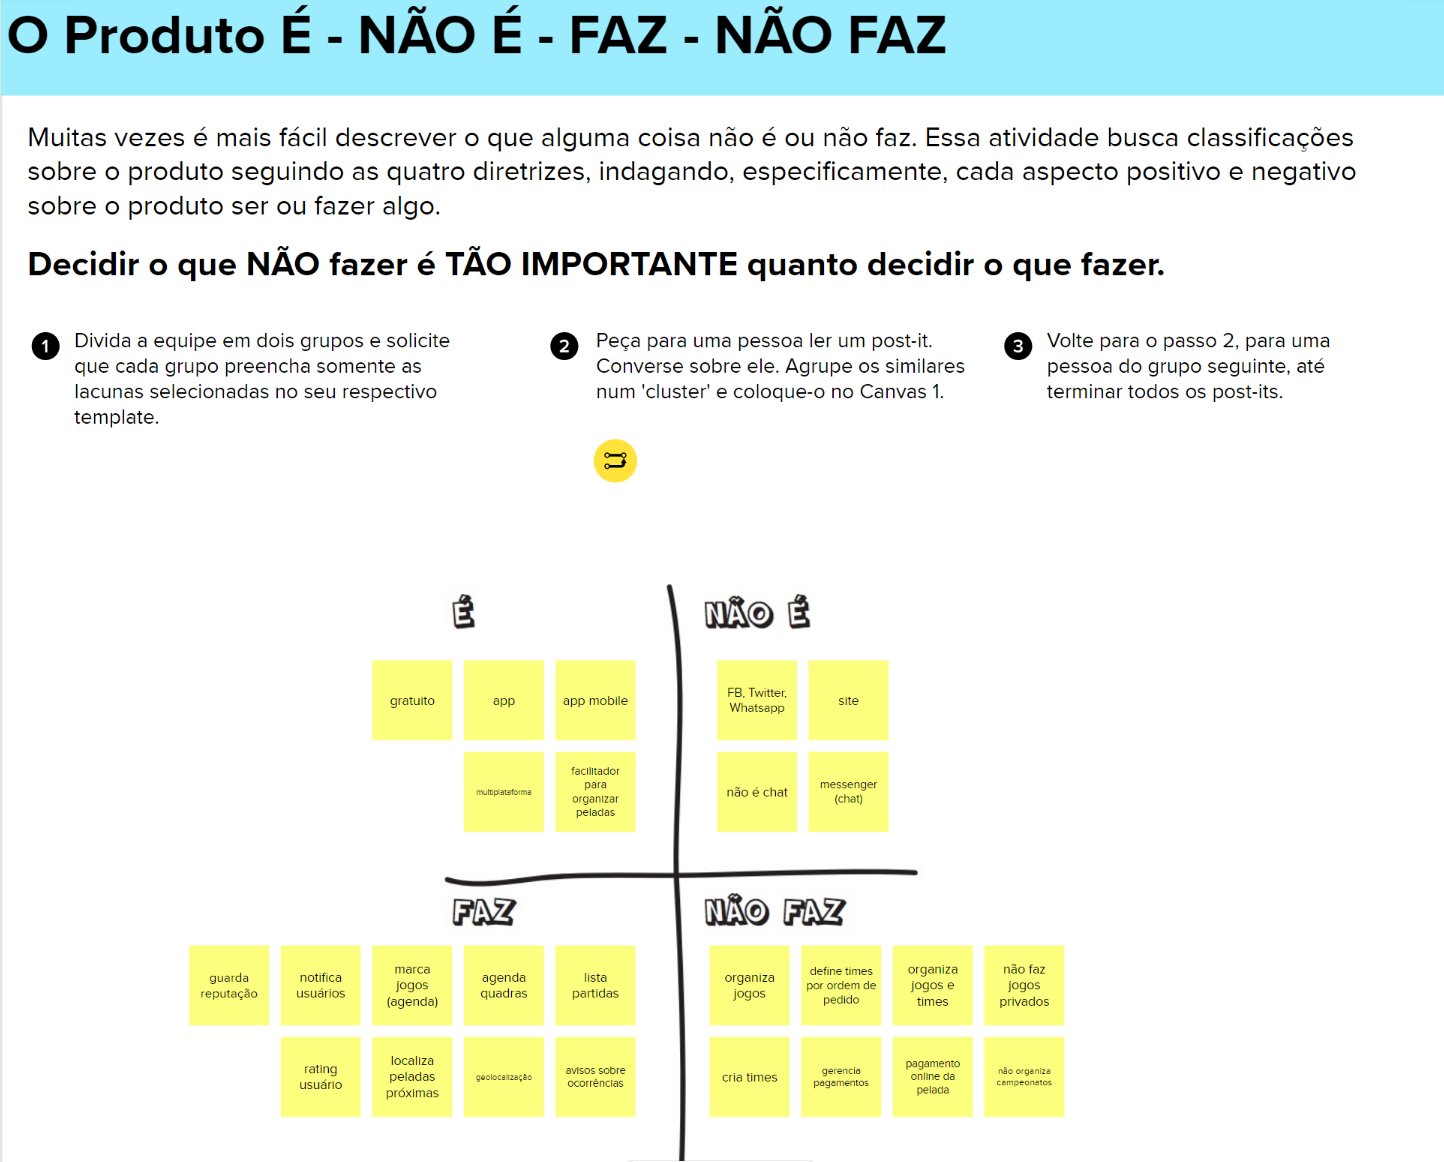 O Produto É - NÃO É - FAZ - NÃO FAZ
Muitas vezes é mais fácil descrever o que alguma coisa não é ou não faz. Essa atividade busca classificações
sobre o produto seguindo as quatro diretrizes, indagando, especificamente, cada aspecto positivo e negativo
sobre o produto ser ou fazer algo.
Decidir o que NÃO fazer é TÃO IMPORTANTE quanto decidir o que fazer.
1
Divida a equipe em dois grupos e solicite
que cada grupo preencha somente as
lacunas selecionadas no seu respectivo
template.
2
Peça para uma pessoa ler um post-it.
Converse sobre ele. Agrupe os similares
num 'cluster' e coloque-o no Canvas 1.
3
Volte para o passo 2, para uma
pessoa do grupo seguinte, até
terminar todos os post-its.
É
gratuito
app
app mobile
multiplataforma
facilitador
para
organizar
peladas
NÃO É
FB, Twitter,
Whatsapp
site
não é chat
messenger
(chat)
FAZ
guarda
reputação
notifica
usuários
marca
jogos
(agenda)
agenda
quadras
lista
partidas
rating
usuário
localiza
peladas
próximas
geolocalização
avisos sobre
ocorrências
NÃO FAZ
organiza
jogos
define times
por ordem de
pedido
organiza
jogos e
times
não faz
jogos
privados
cria times
gerencia
pagamentos
pagamento
online da
pelada
não organiza
campeonatos